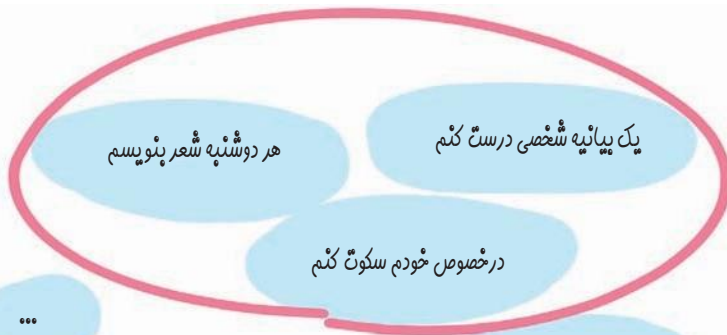 یک بیانیه شخصی درست کنم
هر دوشنبه شعر بنویسم
درخصوص خودم سکوت کنم
...